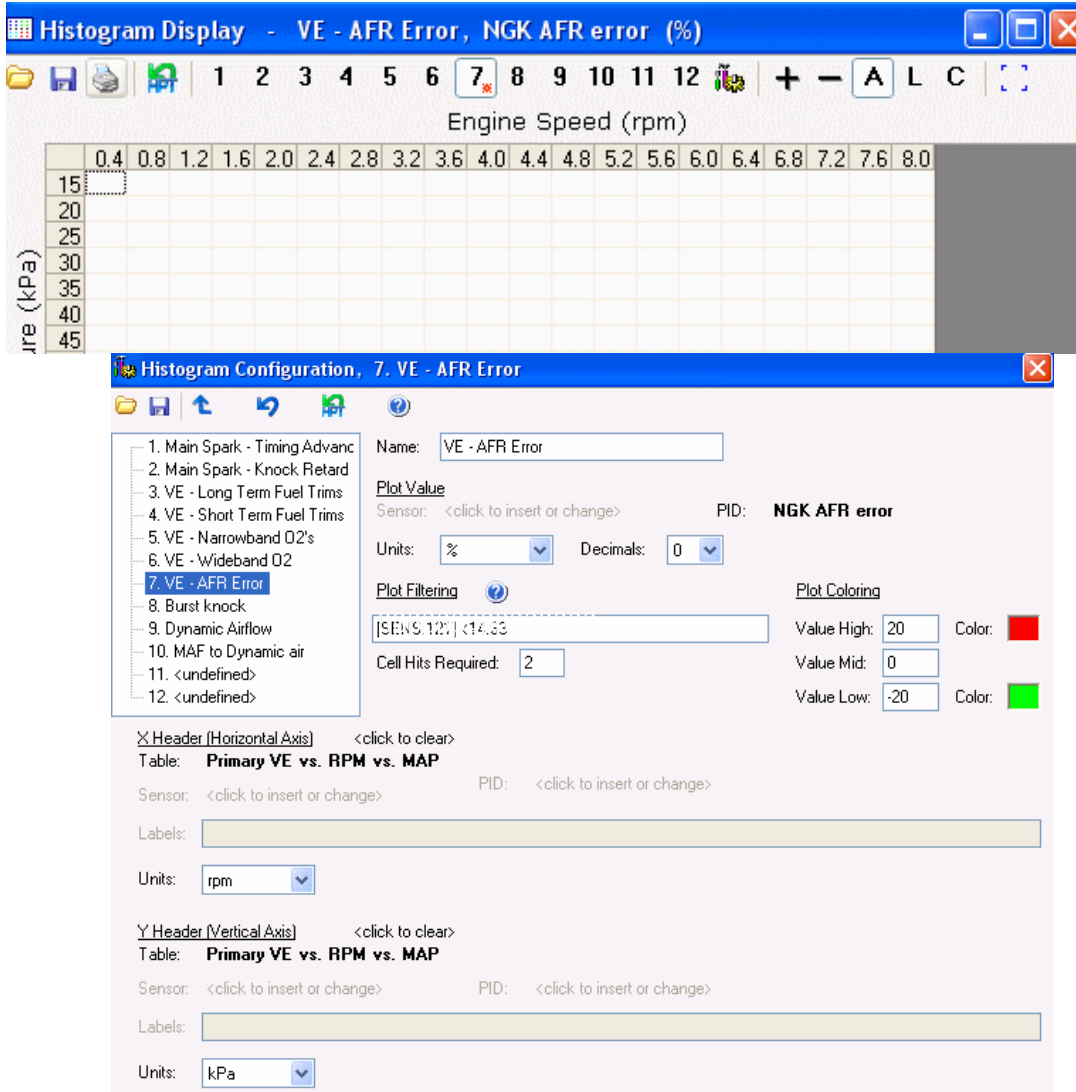 Histogram Display - VE - AFR Error, NGK AFR error (%)
1 2 3 4 5 6 7 8 9 10 11 12 + − A L C
Engine Speed (rpm)
0.4 0.8 1.2 1.6 2.0 2.4 2.8 3.2 3.6 4.0 4.4 4.8 5.2 5.6 6.0 6.4 6.8 7.2 7.6 8.0
15
20
25
30
35
40
45
ure (kPa)
Histogram Configuration, 7. VE - AFR Error
1. Main Spark - Timing Advanc
2. Main Spark - Knock Retard
3. VE - Long Term Fuel Trims
4. VE - Short Term Fuel Trims
5. VE - Narrowband O2's
6. VE - Wideband O2
7. VE - AFR Error
8. Burst knock
9. Dynamic Airflow
10. MAF to Dynamic air
11. <undefined>
12. <undefined>
Name: VE - AFR Error
Plot Value
Sensor: <click to insert or change> PID: NGK AFR error
Units: % Decimals: 0
Plot Filtering
Cell Hits Required: 2
Plot Coloring
Value High: 20 Color:
Value Mid: 0
Value Low: -20 Color:
X Header (Horizontal Axis) <click to clear>
Table: Primary VE vs. RPM vs. MAP
Sensor: <click to insert or change> PID: <click to insert or change>
Labels:
Units: rpm
Y Header (Vertical Axis) <click to clear>
Table: Primary VE vs. RPM vs. MAP
Sensor: <click to insert or change> PID: <click to insert or change>
Labels:
Units: kPa